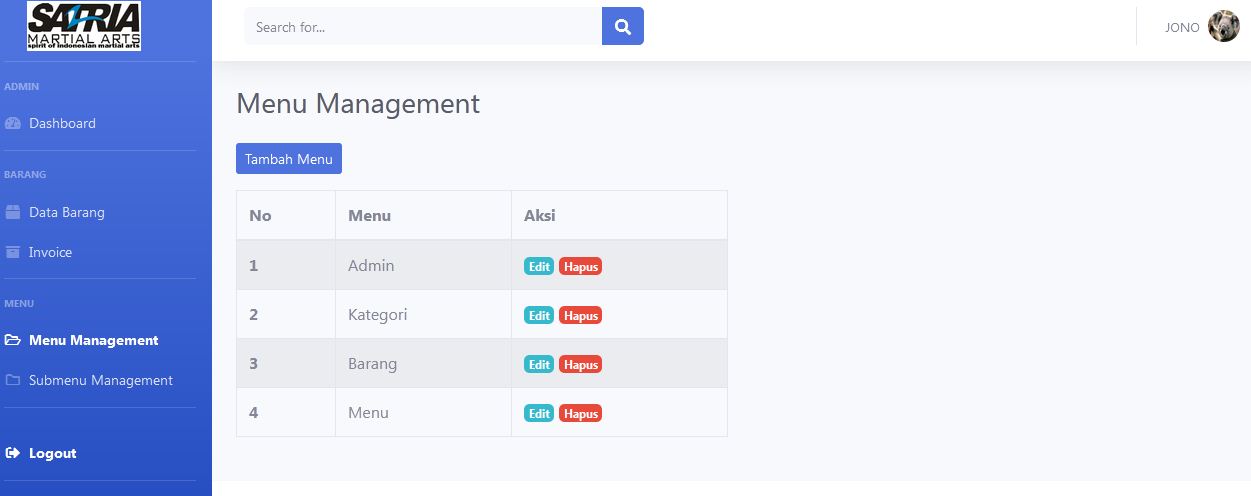 SATRIA
MARTIAL ARTS
spirit of indonesian martial arts
Search for...
JONO
ADMIN
Dashboard
BARANG
Data Barang
Invoice
MENU
Menu Management
Submenu Management
Logout
Menu Management
Tambah Menu
No Menu Aksi
1 Admin Edit Hapus
2 Kategori Edit Hapus
3 Barang Edit Hapus
4 Menu Edit Hapus